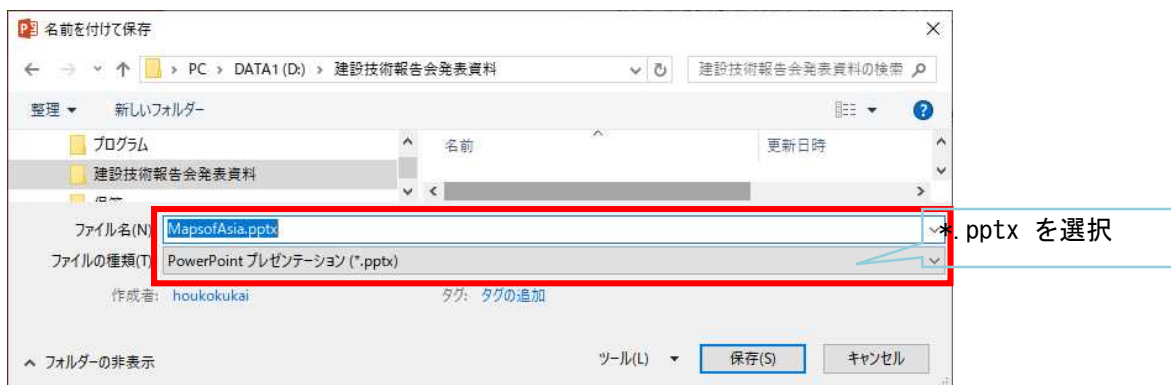 名前を付けて保存
PC > DATA1 (D:) > 建設技術報告会発表資料
建設技術報告会発表資料の検索
整理 新しいフォルダー
プログラム
名前 更新日時
建設技術報告会発表資料
ファイル名(N) MapsofAsia.pptx
*.pptx を選択
ファイルの種類(T) PowerPoint プレゼンテーション (*.pptx)
作成者: houkokukai タグ: タグの追加
フォルダーの非表示 ツール(L) 保存(S) キャンセル